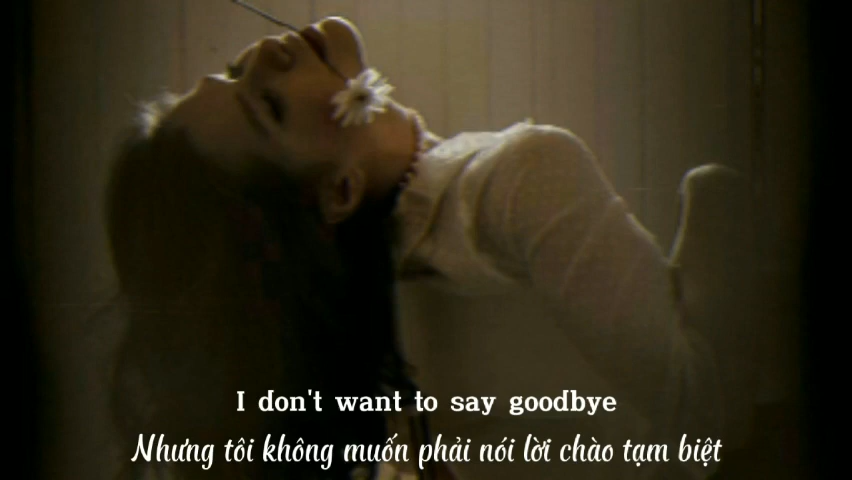 I don't want to say goodbye
Nhưng tôi không muốn phải nói lời chào tạm biệt